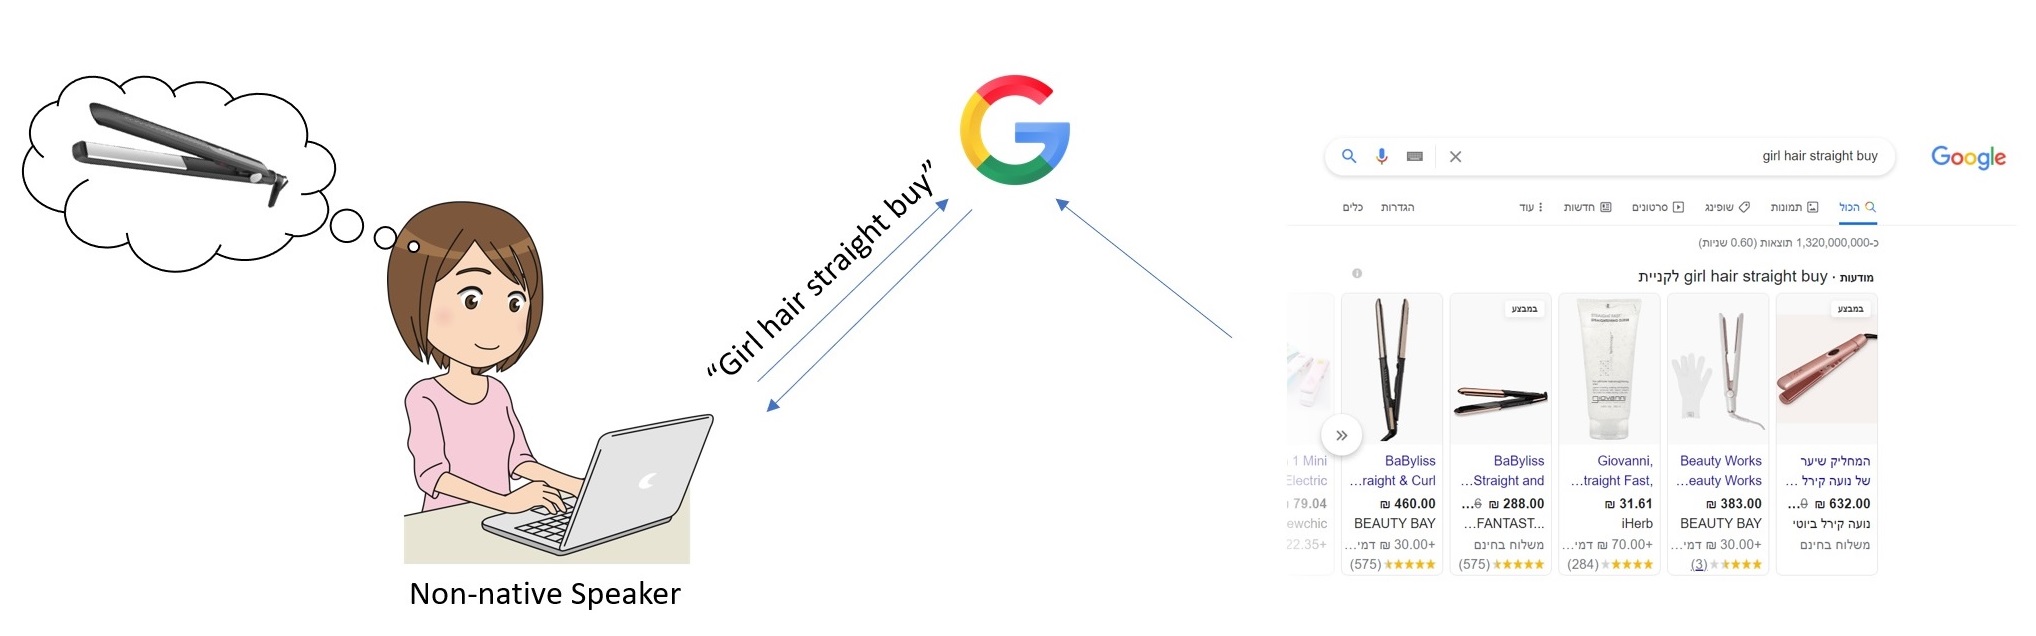 “Girl hair straight buy”
Non-native Speaker
Google
girl hair straight buy
הכול תמונות שופינג סרטונים חדשות עוד הגדרות כלים
כ-1,320,000,000 תוצאות (0.60 שניות)
מודעות · girl hair straight buy לקניית
במבצע
המחליק שיער
של נועה קירל ...
632.00 ₪
נועה קירל ביוטי
משלוח בחינם
Beauty Works
...eauty Works
383.00 ₪
BEAUTY BAY
+30.00 ₪ דמי...
(3)
GIOVANNI
Giovanni,
...traight Fast,
31.61 ₪
iHerb
+70.00 ₪ דמי...
(284)
במבצע
BaByliss
...Straight and
288.00 ₪ 6...
...FANTAST...
משלוח בחינם
(575)
BaByliss
...raight & Curl
460.00 ₪
BEAUTY BAY
+30.00 ₪ דמי...
(575)
1 Mini
Electric
79.04
ewchic
22.35+